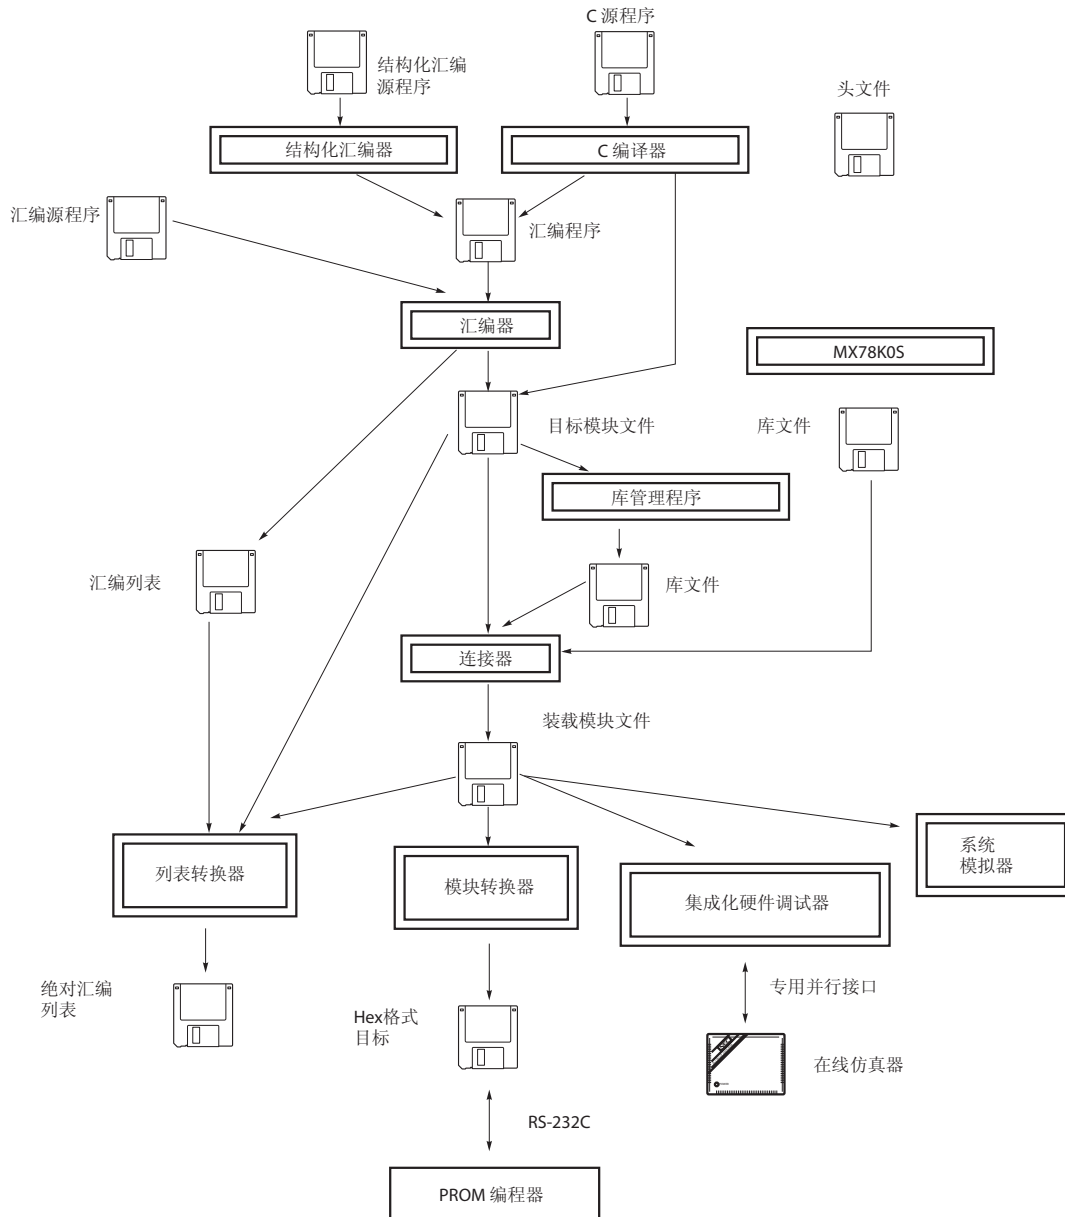 C 源程序
结构化汇编
源程序
头文件
结构化汇编器
C 编译器
汇编源程序
汇编程序
汇编器
MX78K0S
目标模块文件
库文件
库管理程序
汇编列表
库文件
连接器
装载模块文件
列表转换器
模块转换器
集成化硬件调试器
系统
模拟器
绝对汇编
列表
Hex格式
目标
专用并行接口
在线仿真器
RS-232C
PROM 编程器